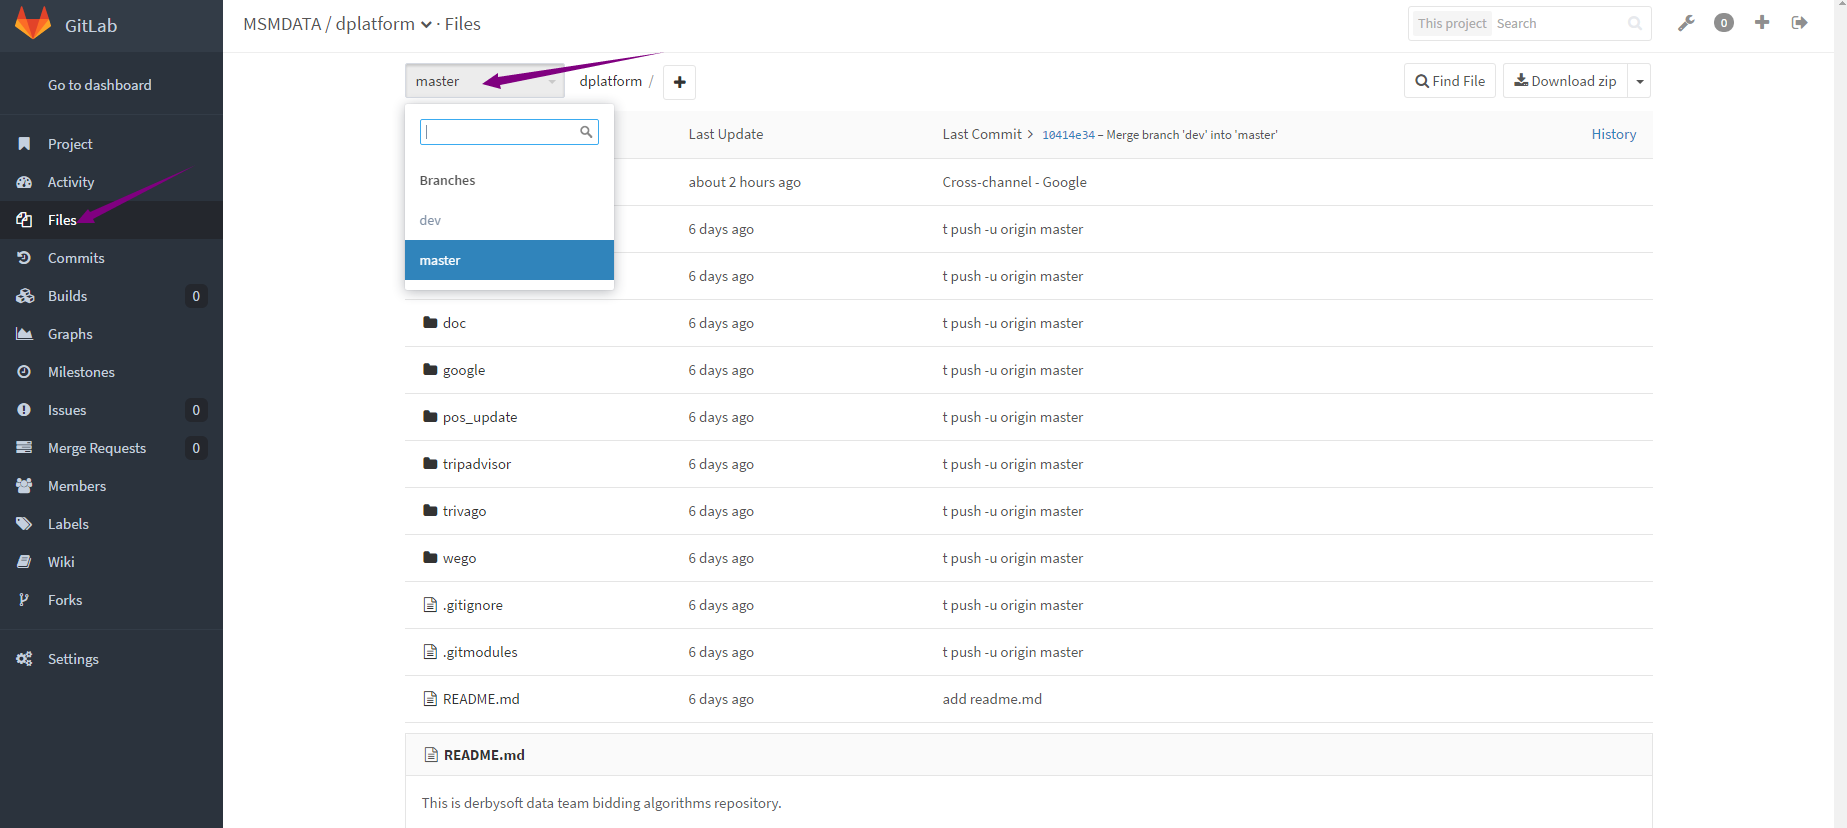 GitLab
MSMDATA / dplatform · Files
This project Search
0
Go to dashboard
Project
Activity
Files
Commits
Builds 0
Graphs
Milestones
Issues 0
Merge Requests 0
Members
Labels
Wiki
Forks
Settings
master
dplatform /
Find File
Download zip
Branches
dev
master
Last Update Last Commit > 10414e34 – Merge branch 'dev' into 'master' History
about 2 hours ago Cross-channel - Google
6 days ago t push -u origin master
6 days ago t push -u origin master
doc 6 days ago t push -u origin master
google 6 days ago t push -u origin master
pos_update 6 days ago t push -u origin master
tripadvisor 6 days ago t push -u origin master
trivago 6 days ago t push -u origin master
wego 6 days ago t push -u origin master
.gitignore 6 days ago t push -u origin master
.gitmodules 6 days ago t push -u origin master
README.md 6 days ago add readme.md
README.md
This is derbysoft data team bidding algorithms repository.